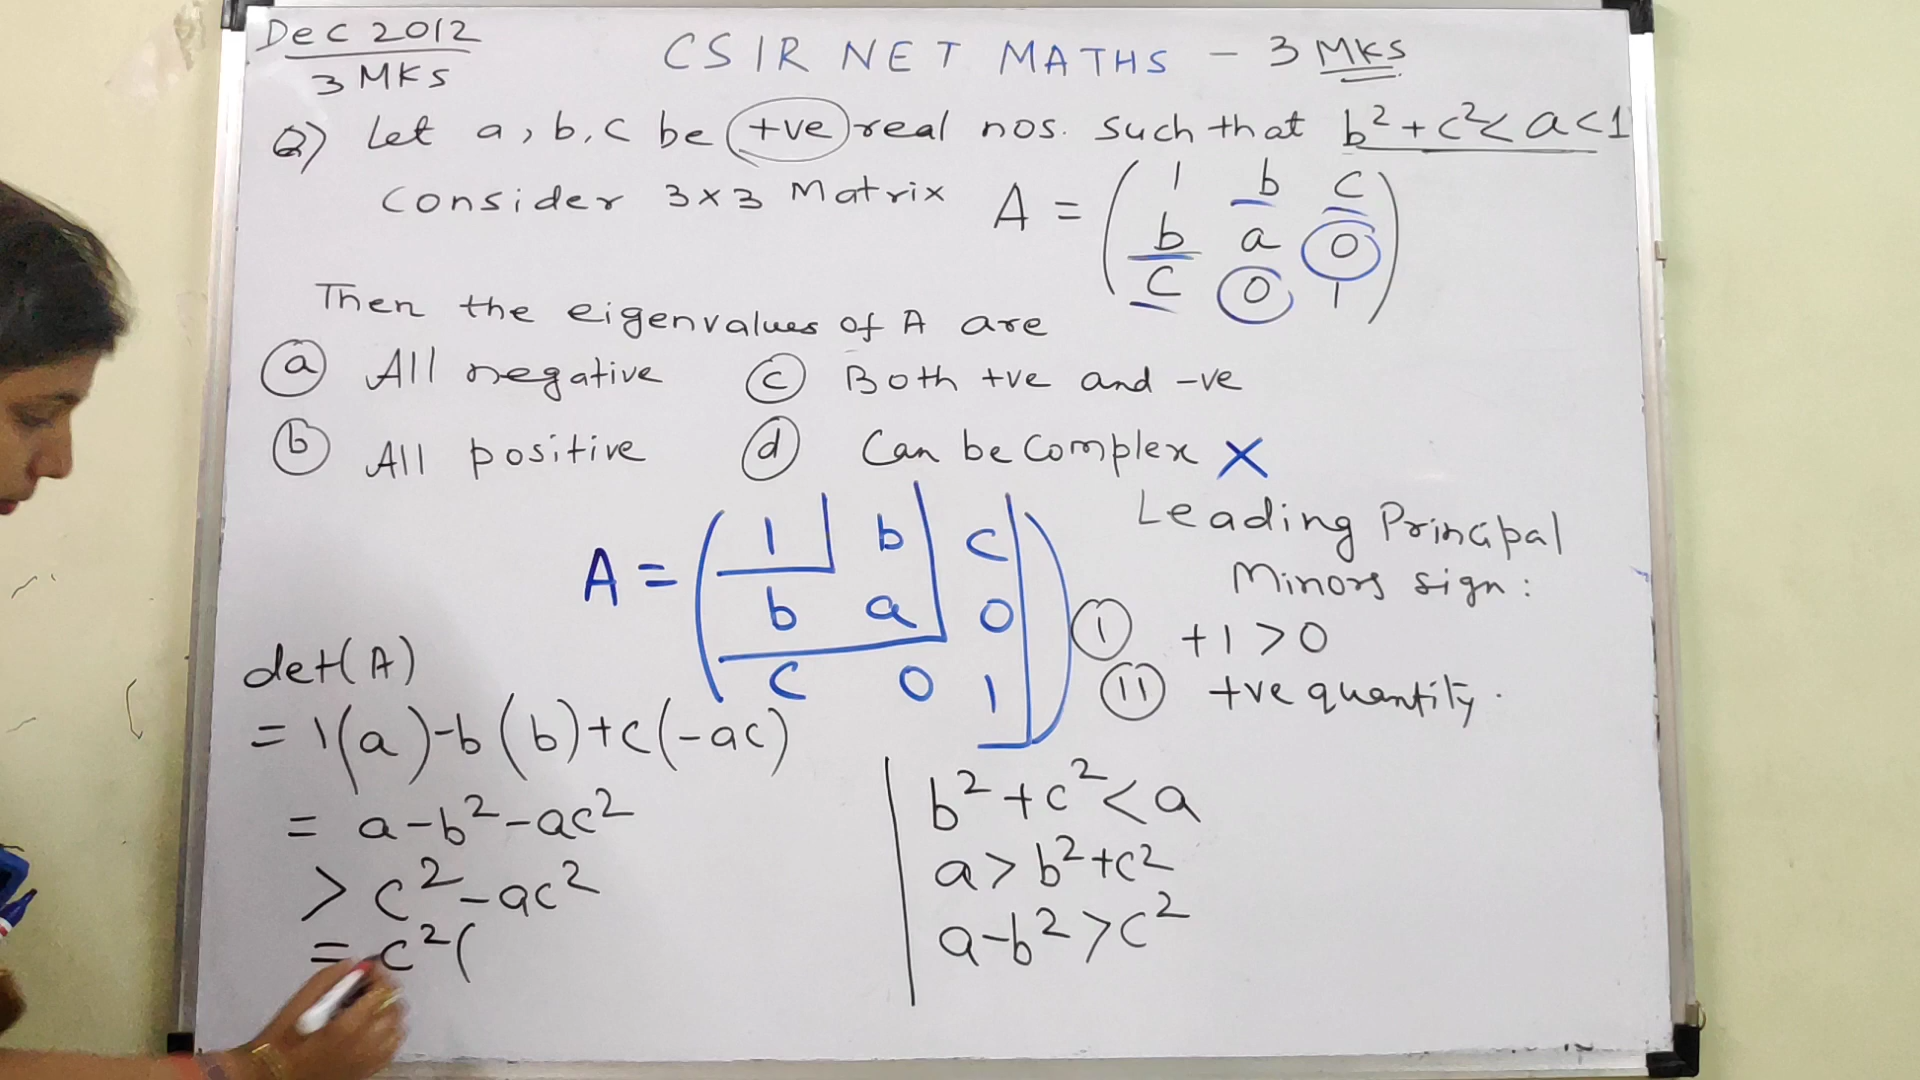 Dec 2012
3 MKS
CSIR NET MATHS - 3 MKS
Q) Let a, b, c be +ve real nos. such that b² + c² < a < 1
Consider 3×3 Matrix A = ( 1 b c
b a 0
c 0 1 )
Then the eigenvalues of A are
(a) All negative
(c) Both +ve and -ve
(b) All positive
(d) Can be complex X
A = ( 1 b c
b a 0
c 0 1 )
Leading Principal
Minors sign :
(i) +1 > 0
(ii) +ve quantity.
det(A)
= 1(a) - b(b) + c(-ac)
= a - b² - ac²
> c² - ac²
= c² (
b² + c² < a
a > b² + c²
a - b² > c²